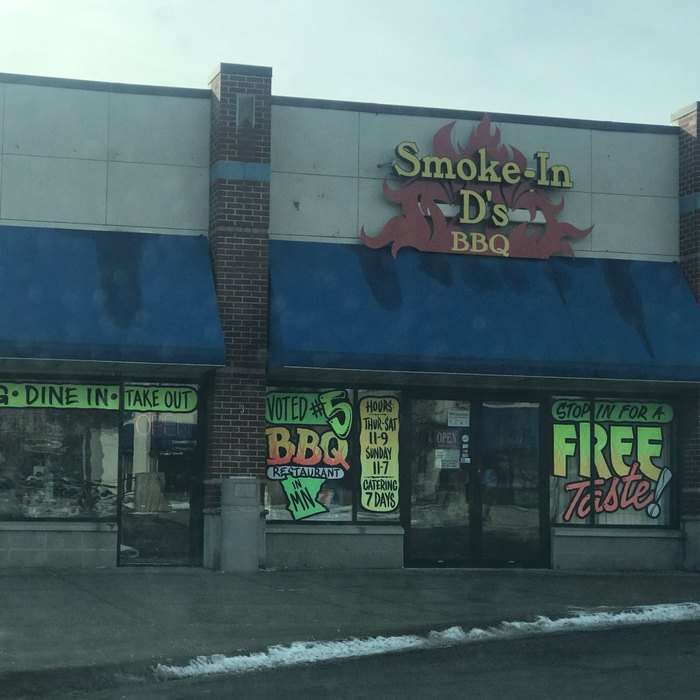 Smoke-In
D's
BBQ
G • DINE IN • TAKE OUT
OPEN
VOTED #5
BBQ
RESTAURANT
IN
MN
HOURS
THUR-SAT
11-9
SUNDAY
11-7
CATERING
7 DAYS
OPEN
STOP IN FOR A
FREE
Taste!